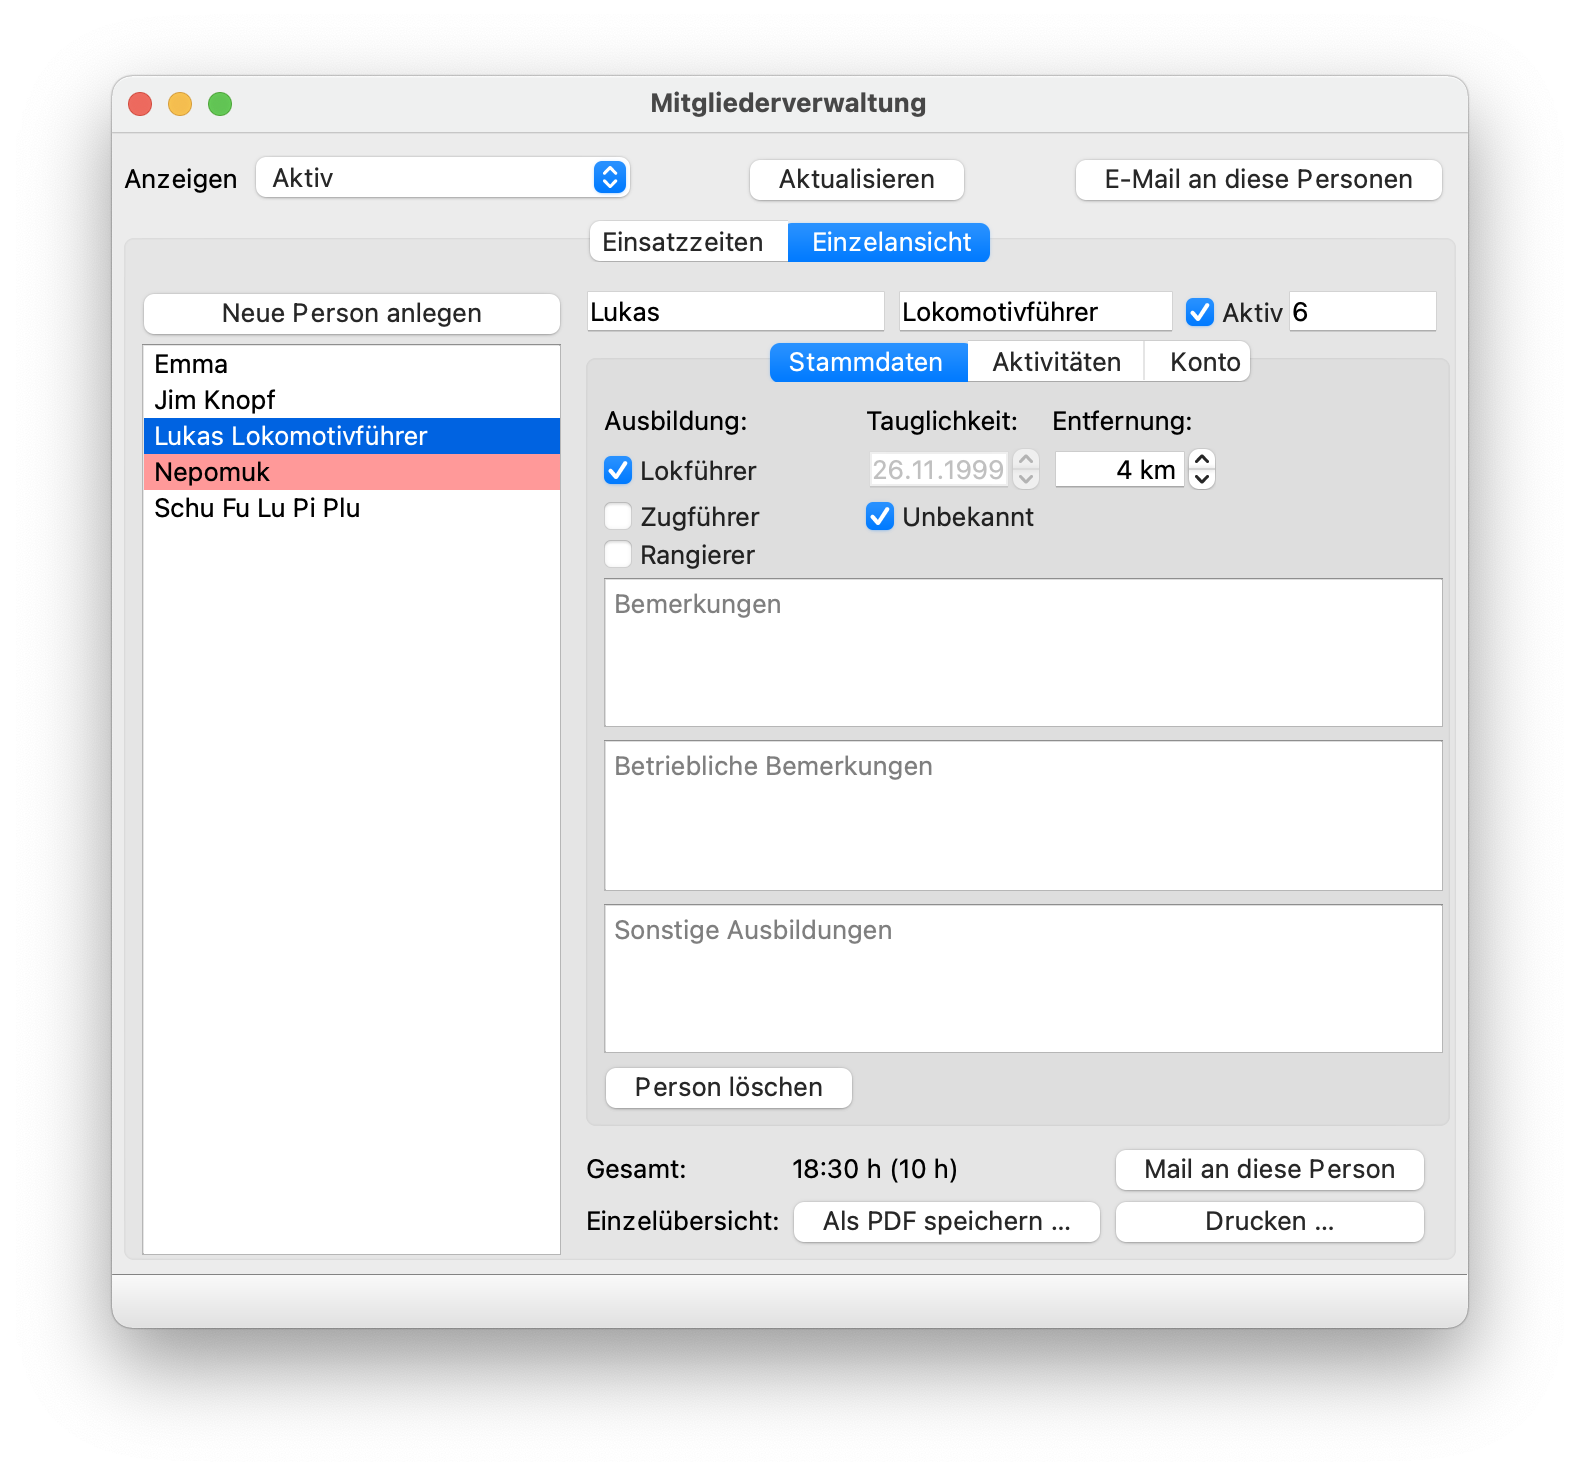 Mitgliederverwaltung
Anzeigen Aktiv Aktualisieren E-Mail an diese Personen
Einsatzzeiten Einzelansicht
Neue Person anlegen
Emma
Jim Knopf
Lukas Lokomotivführer
Nepomuk
Schu Fu Lu Pi Plu
Lukas Lokomotivführer Aktiv 6
Stammdaten Aktivitäten Konto
Ausbildung: Tauglichkeit: Entfernung:
Lokführer 26.11.1999 4 km
Zugführer Unbekannt
Rangierer
Bemerkungen
Betriebliche Bemerkungen
Sonstige Ausbildungen
Person löschen
Gesamt: 18:30 h (10 h) Mail an diese Person
Einzelübersicht: Als PDF speichern ... Drucken ...